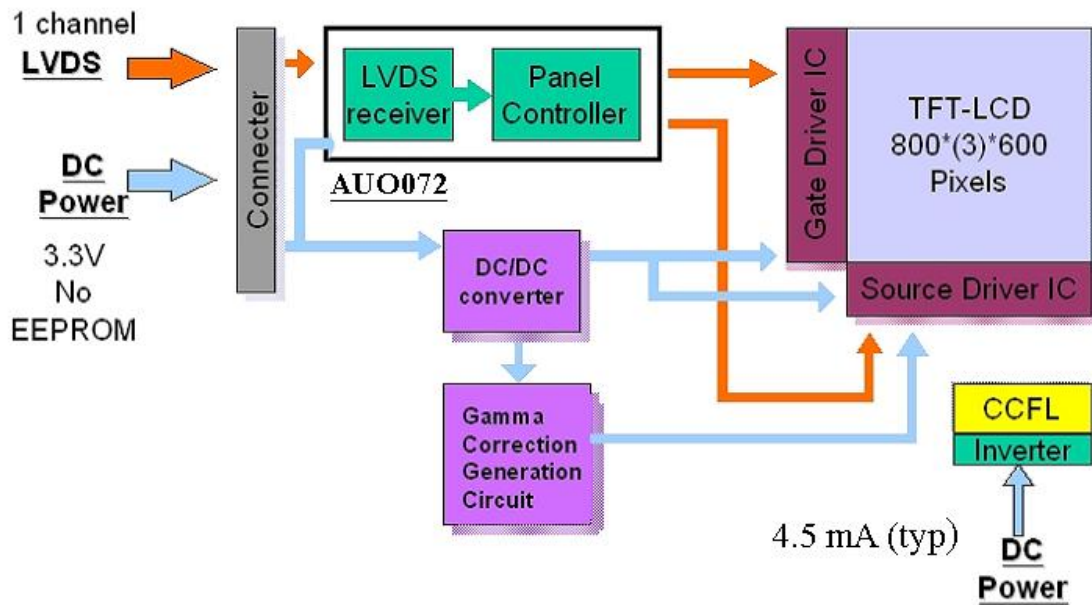 1 channel
LVDS
DC
Power
3.3V
No
EEPROM
Connecter
LVDS
receiver
Panel
Controller
AUO072
DC/DC
converter
Gamma
Correction
Generation
Circuit
Gate Driver IC
TFT-LCD
800*(3)*600
Pixels
Source Driver IC
CCFL
Inverter
4.5 mA (typ)
DC
Power